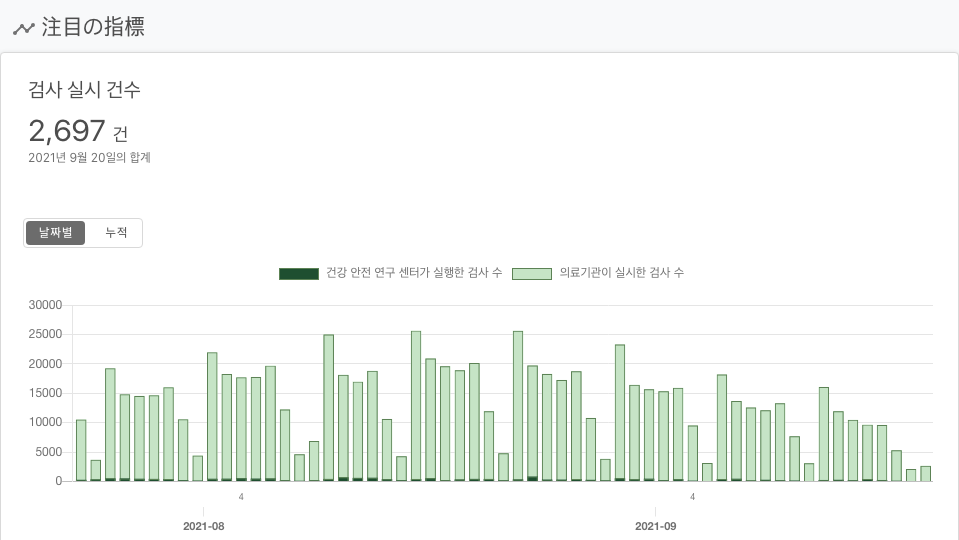 注目の指標
검사 실시 건수
2,697 건
2021년 9월 20일의 합계
날짜별 누적
건강 안전 연구 센터가 실행한 검사 수 의료기관이 실시한 검사 수
30000
25000
20000
15000
10000
5000
0
4 4
2021-08 2021-09